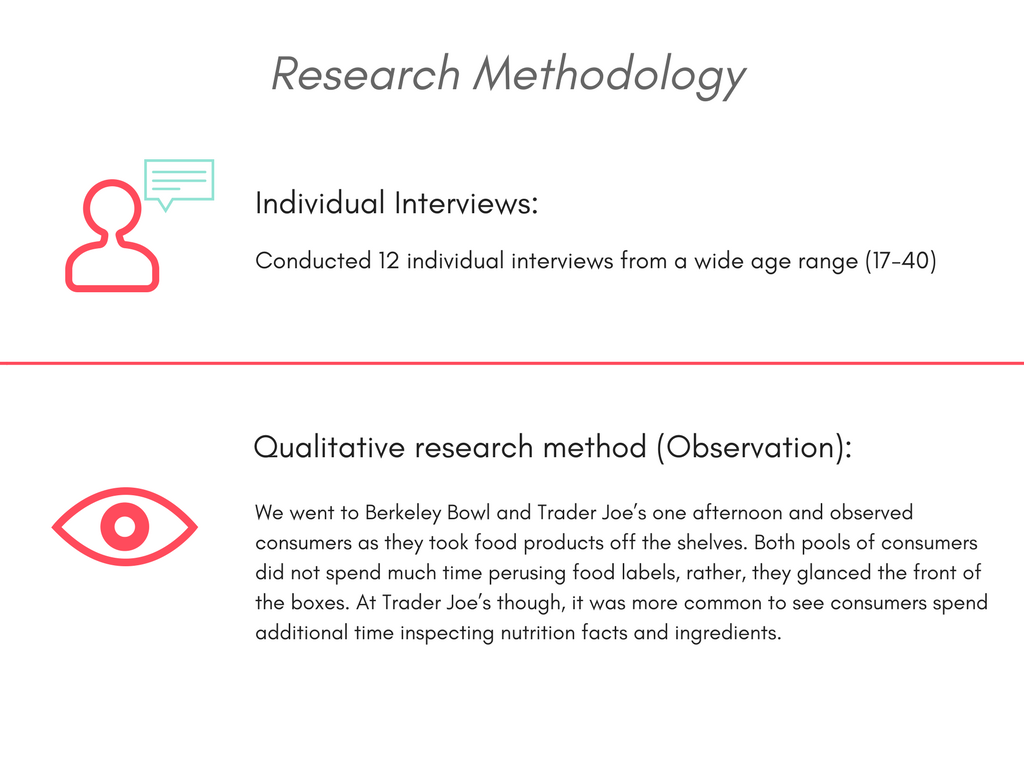 Research Methodology
Individual Interviews:
Conducted 12 individual interviews from a wide age range (17-40)
Qualitative research method (Observation):
We went to Berkeley Bowl and Trader Joe's one afternoon and observed
consumers as they took food products off the shelves. Both pools of consumers
did not spend much time perusing food labels, rather, they glanced the front of
the boxes. At Trader Joe's though, it was more common to see consumers spend
additional time inspecting nutrition facts and ingredients.